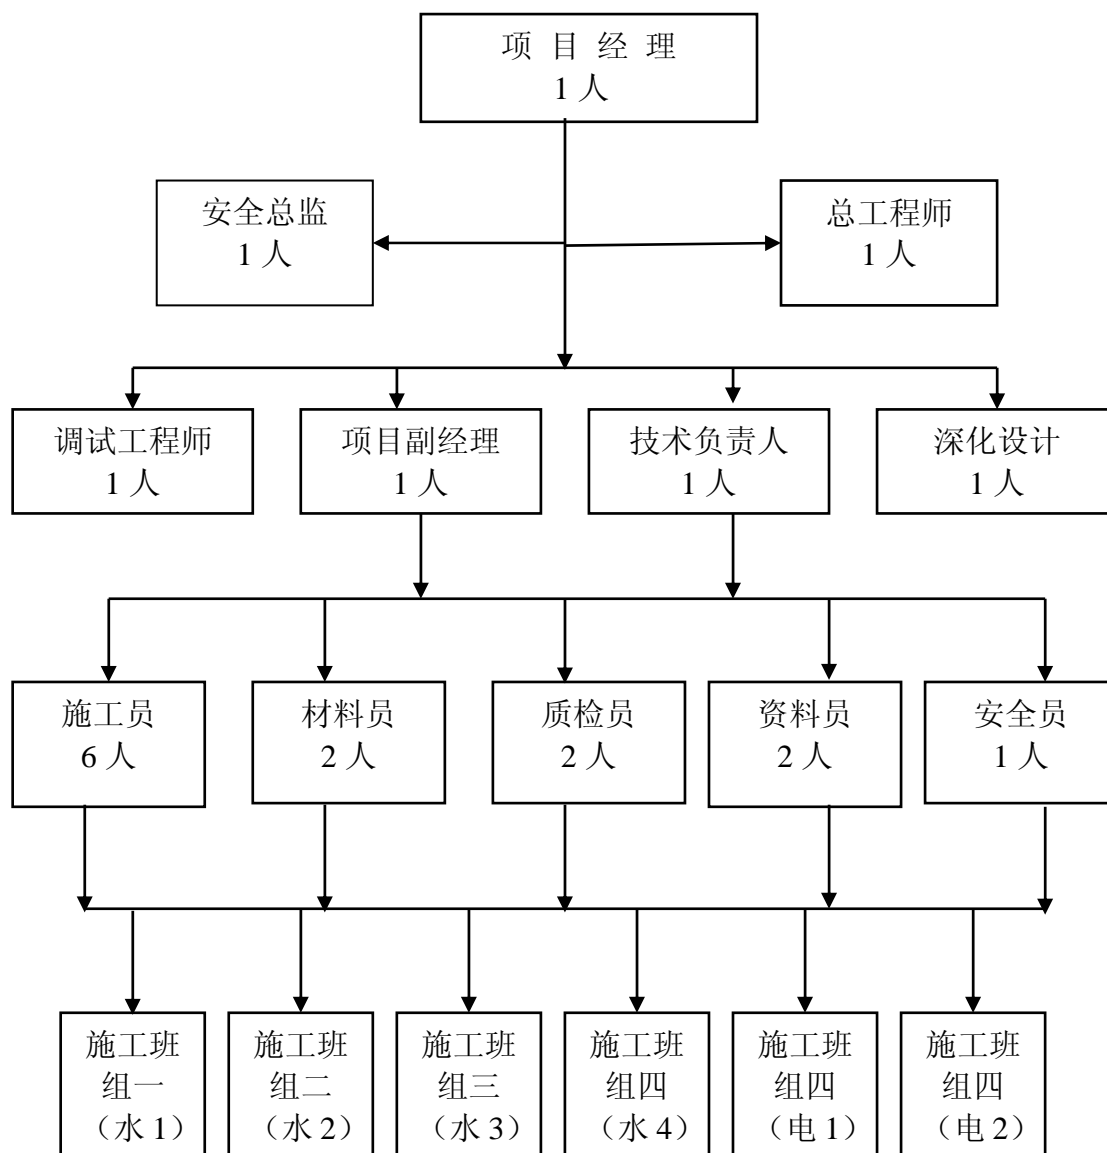 项 目 经 理
1 人
安全总监
1 人
总工程师
1 人
调试工程师
1 人
项目副经理
1 人
技术负责人
1 人
深化设计
1 人
施工员
6 人
材料员
2 人
质检员
2 人
资料员
2 人
安全员
1 人
施工班
组一
（水 1）
施工班
组二
（水 2）
施工班
组三
（水 3）
施工班
组四
（水 4）
施工班
组四
（电 1）
施工班
组四
（电 2）